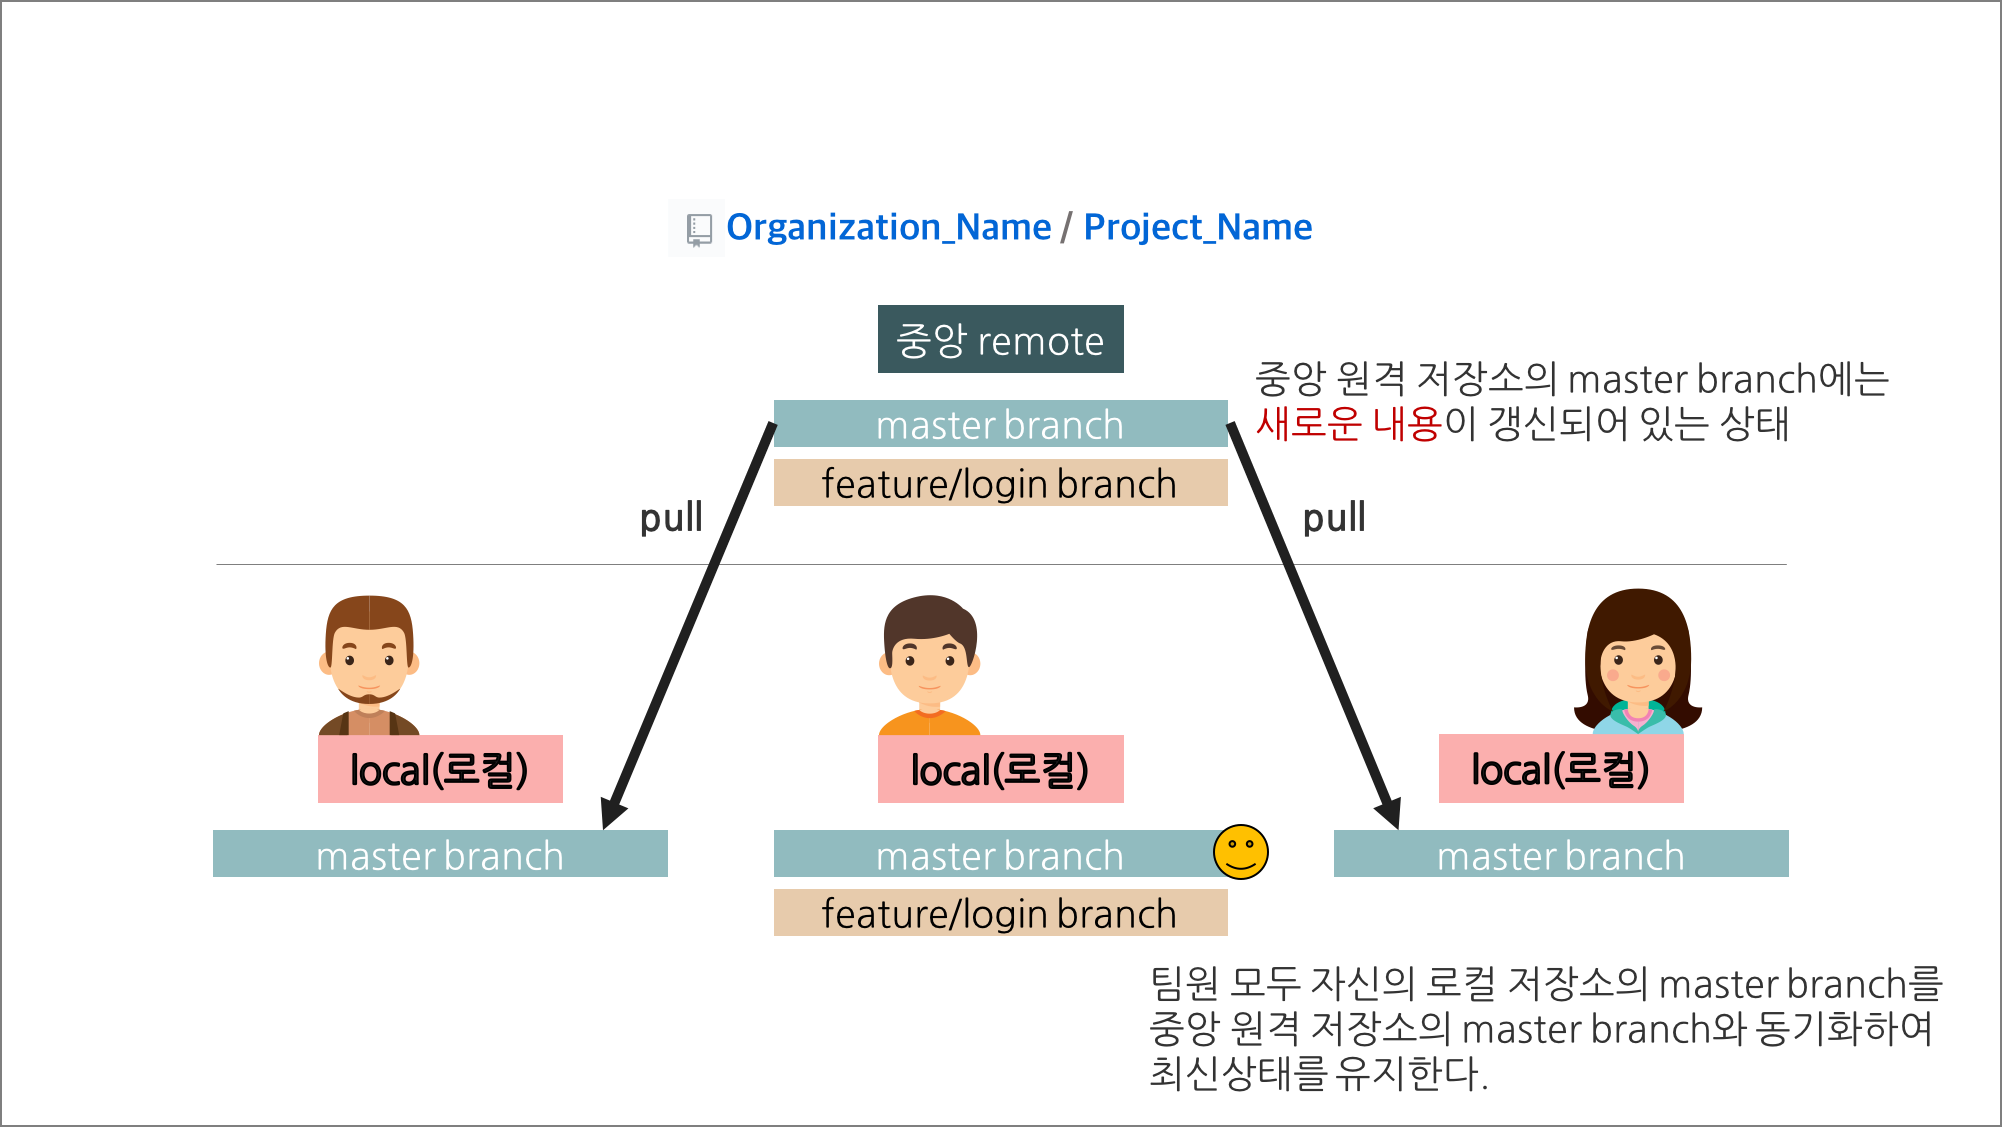 Organization_Name / Project_Name
중앙 remote
중앙 원격 저장소의 master branch에는
새로운 내용이 갱신되어 있는 상태
master branch
feature/login branch
pull
pull
local(로컬)
local(로컬)
local(로컬)
master branch
master branch
master branch
feature/login branch
팀원 모두 자신의 로컬 저장소의 master branch를
중앙 원격 저장소의 master branch와 동기화하여
최신상태를 유지한다.